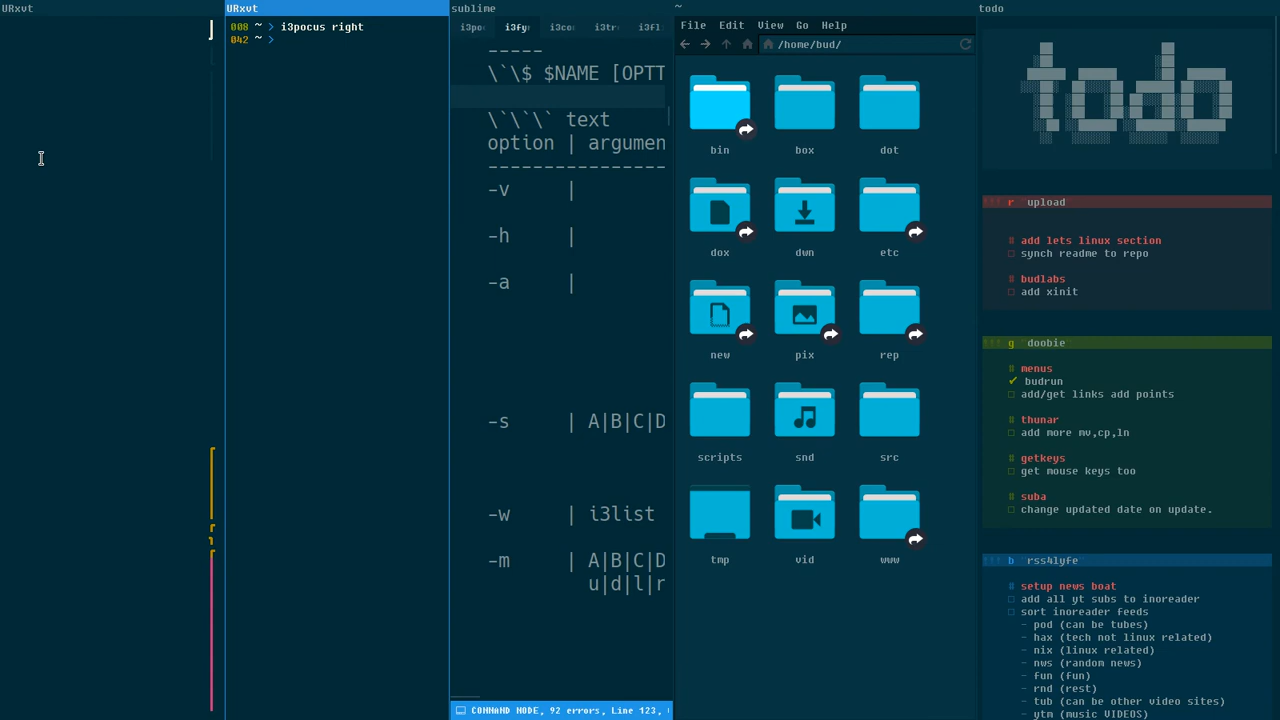 URxvt
URxvt
008 ~ > i3pocus right
042 ~ >
sublime
i3po
i3fy
i3co
i3tr
i3fl
-----
\`\$ $NAME [OPTI
\`\`\` text
option | argumen
-v |
-h |
-a |
-s | A|B|C|D
-w | i3list
-m | A|B|C|D
u|d|l|r
COMMAND MODE, 92 errors, Line 123,
~
File Edit View Go Help
/home/bud/
bin box dot
dox dwn etc
new pix rep
scripts snd src
tmp vid www
todo
todo
r upload
# add lets linux section
□ synch readme to repo
# budlabs
□ add xinit
g doobie
# menus
✓ budrun
□ add/get links add points
# thunar
□ add more mv,cp,ln
# getkeys
□ get mouse keys too
# suba
□ change updated date on update.
b rss4lyfe
# setup news boat
□ add all yt subs to inoreader
□ sort inoreader feeds
- pod (can be tubes)
- hax (tech not linux related)
- nix (linux related)
- nws (random news)
- fun (fun)
- rnd (rest)
- tub (can be other video sites)
- ytm (music VIDEOS)